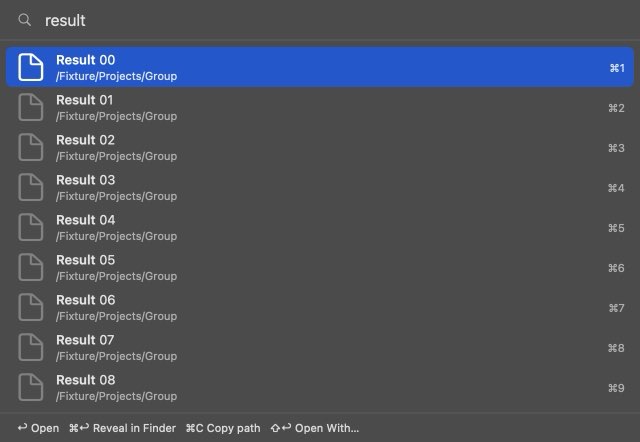 result
Result 00
/Fixture/Projects/Group
⌘1
Result 01
/Fixture/Projects/Group
⌘2
Result 02
/Fixture/Projects/Group
⌘3
Result 03
/Fixture/Projects/Group
⌘4
Result 04
/Fixture/Projects/Group
⌘5
Result 05
/Fixture/Projects/Group
⌘6
Result 06
/Fixture/Projects/Group
⌘7
Result 07
/Fixture/Projects/Group
⌘8
Result 08
/Fixture/Projects/Group
⌘9
↩ Open ⌘↩ Reveal in Finder ⌘C Copy path ⇧↩ Open With...